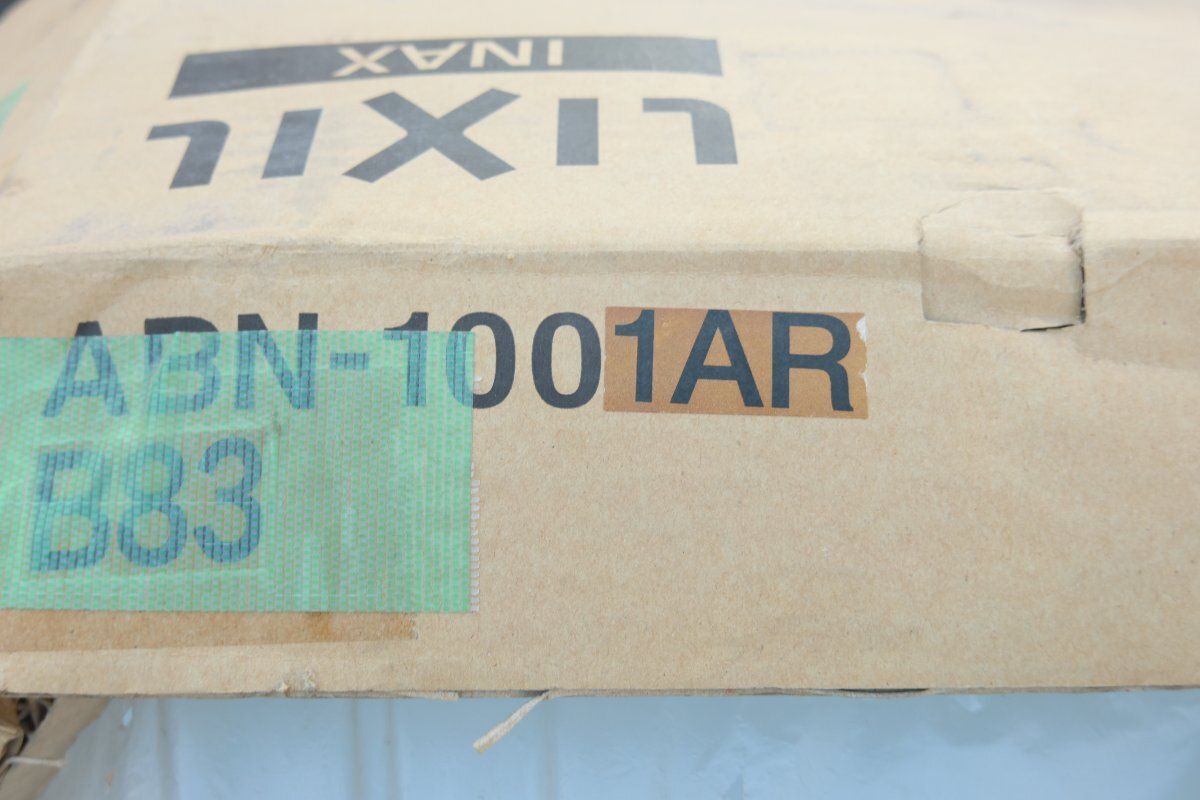 INAX
LIXIL
ABN-1001AR
B83